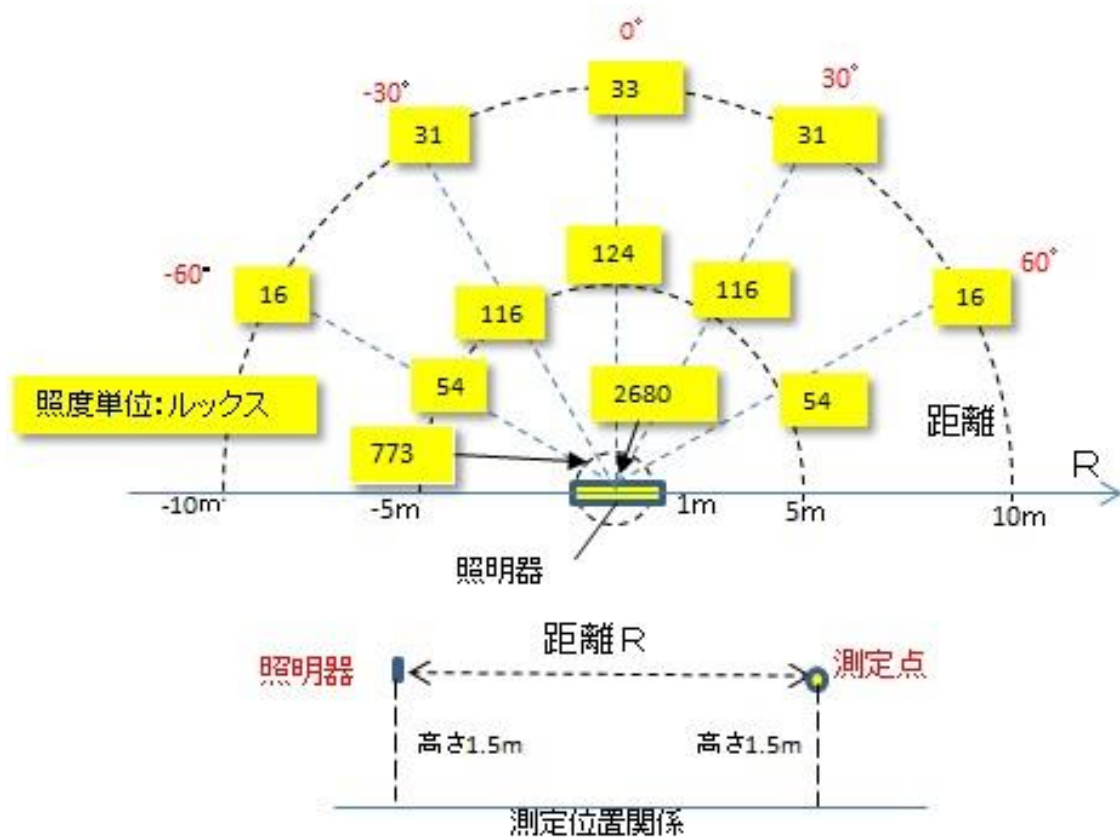 0°
-30°
33
30°
31
31
-60°
124
60°
16
116
116
16
54
2680
54
照度単位:ルックス
距離
773
R
-10m
-5m
1m
5m
10m
照明器
距離R
照明器
測定点
高さ1.5m
高さ1.5m
測定位置関係